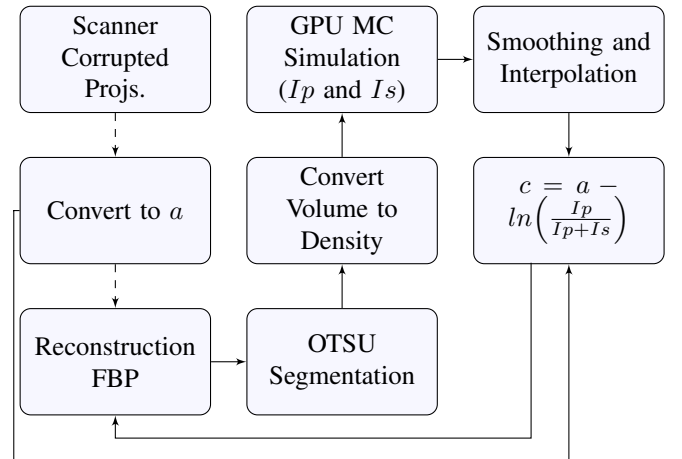 Scanner
Corrupted
Projs.
GPU MC
Simulation
(Ip and Is)
Smoothing and
Interpolation
Convert to a
Convert
Volume to
Density
c = a −
ln(Ip/(Ip+Is))
Reconstruction
FBP
OTSU
Segmentation